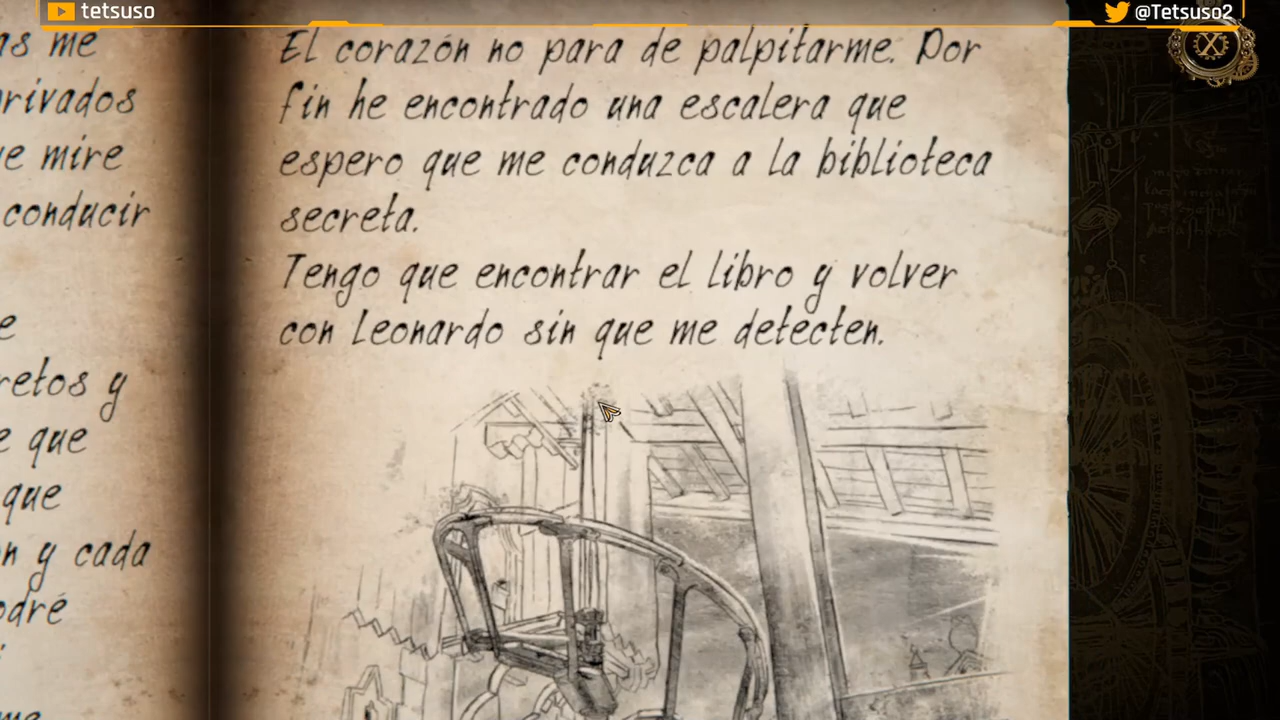 tetsuso
@Tetsuso2
as me
rivados
e mire
conducir
e
retos y
e que
que
n y cada
odré
El corazón no para de palpitarme. Por
fin he encontrado una escalera que
espero que me conduzca a la biblioteca
secreta.
Tengo que encontrar el libro y volver
con Leonardo sin que me detecten.